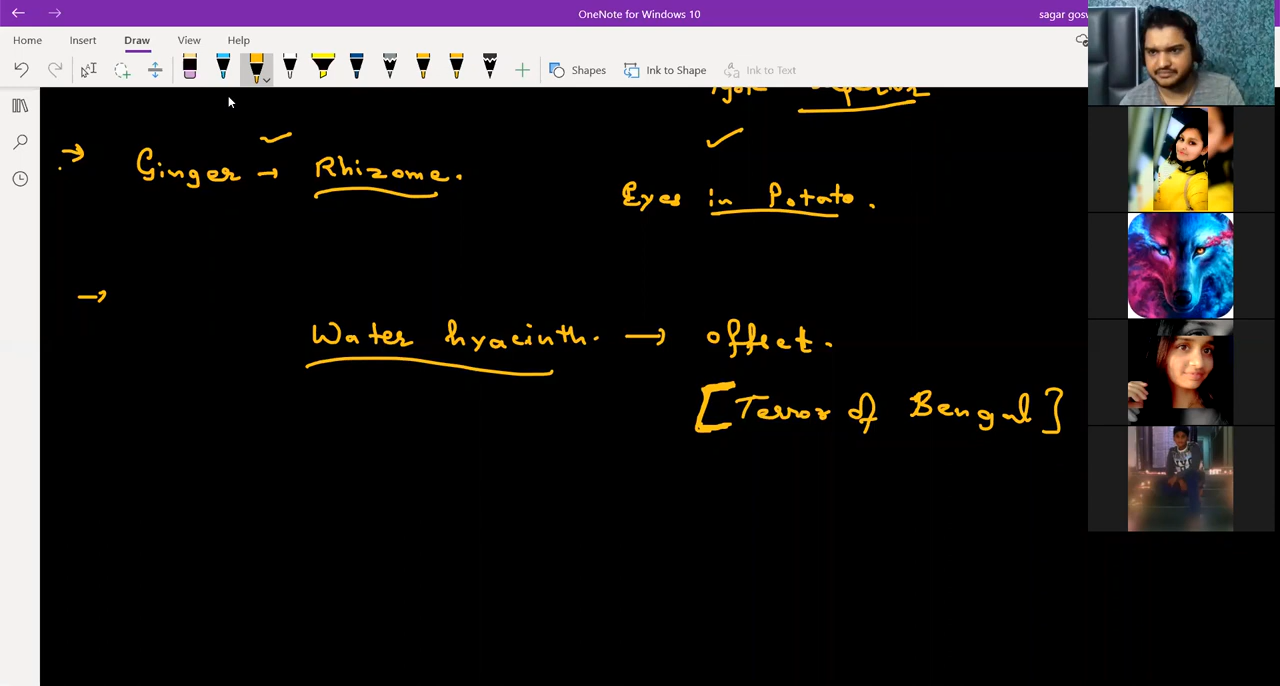 OneNote for Windows 10
sagar gosw
Home Insert Draw View Help
Shapes Ink to Shape Ink to Text
Ginger → Rhizome.
Eyes in Potato.
→
Water hyacinth. → offset.
[Terror of Bengal]